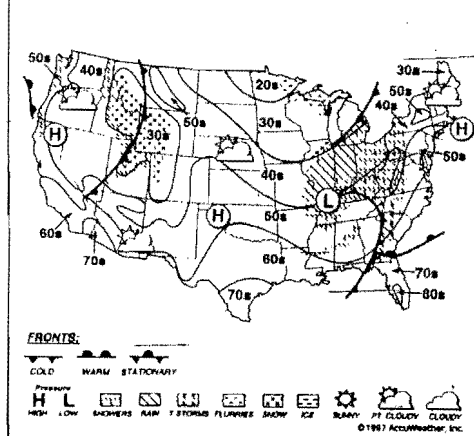 50s 40s 20s 30s
50s
40s
H 30s 50s 30s H
50s
40s
H 50s L
60s 60s
70s 70s
70s 80s
FRONTS:
COLD WARM STATIONARY
Pressure
H L
HIGH LOW SHOWERS RAIN T-STORMS FLURRIES SNOW ICE SUNNY PT. CLOUDY CLOUDY
©1997 AccuWeather, Inc.